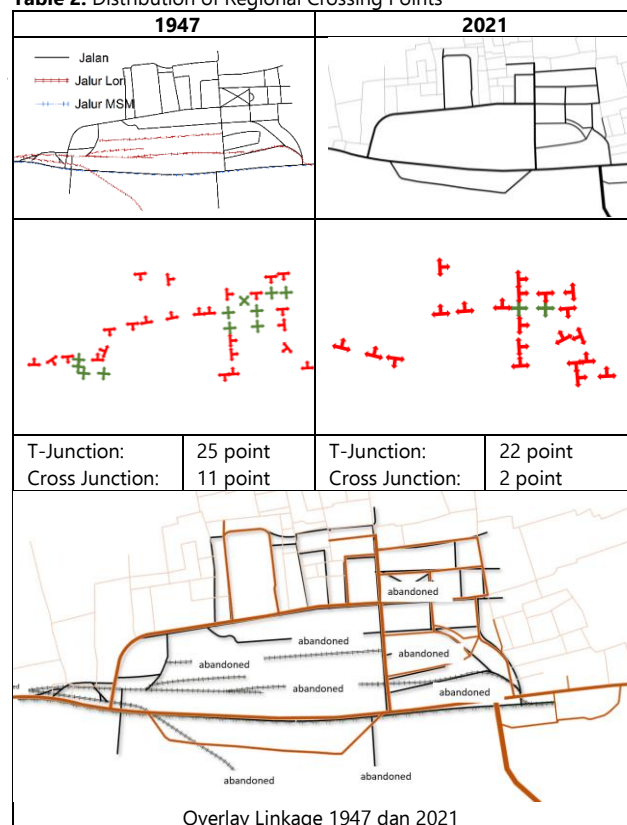 Table 2. Distribution of Regional Crossing Points
1947 2021
Jalan
Jalur Lori
Jalur MSM
T-Junction: 25 point T-Junction: 22 point
Cross Junction: 11 point Cross Junction: 2 point
abandoned
abandoned
abandoned
abandoned
abandoned
abandoned
abandoned
abandoned
Overlay Linkage 1947 dan 2021